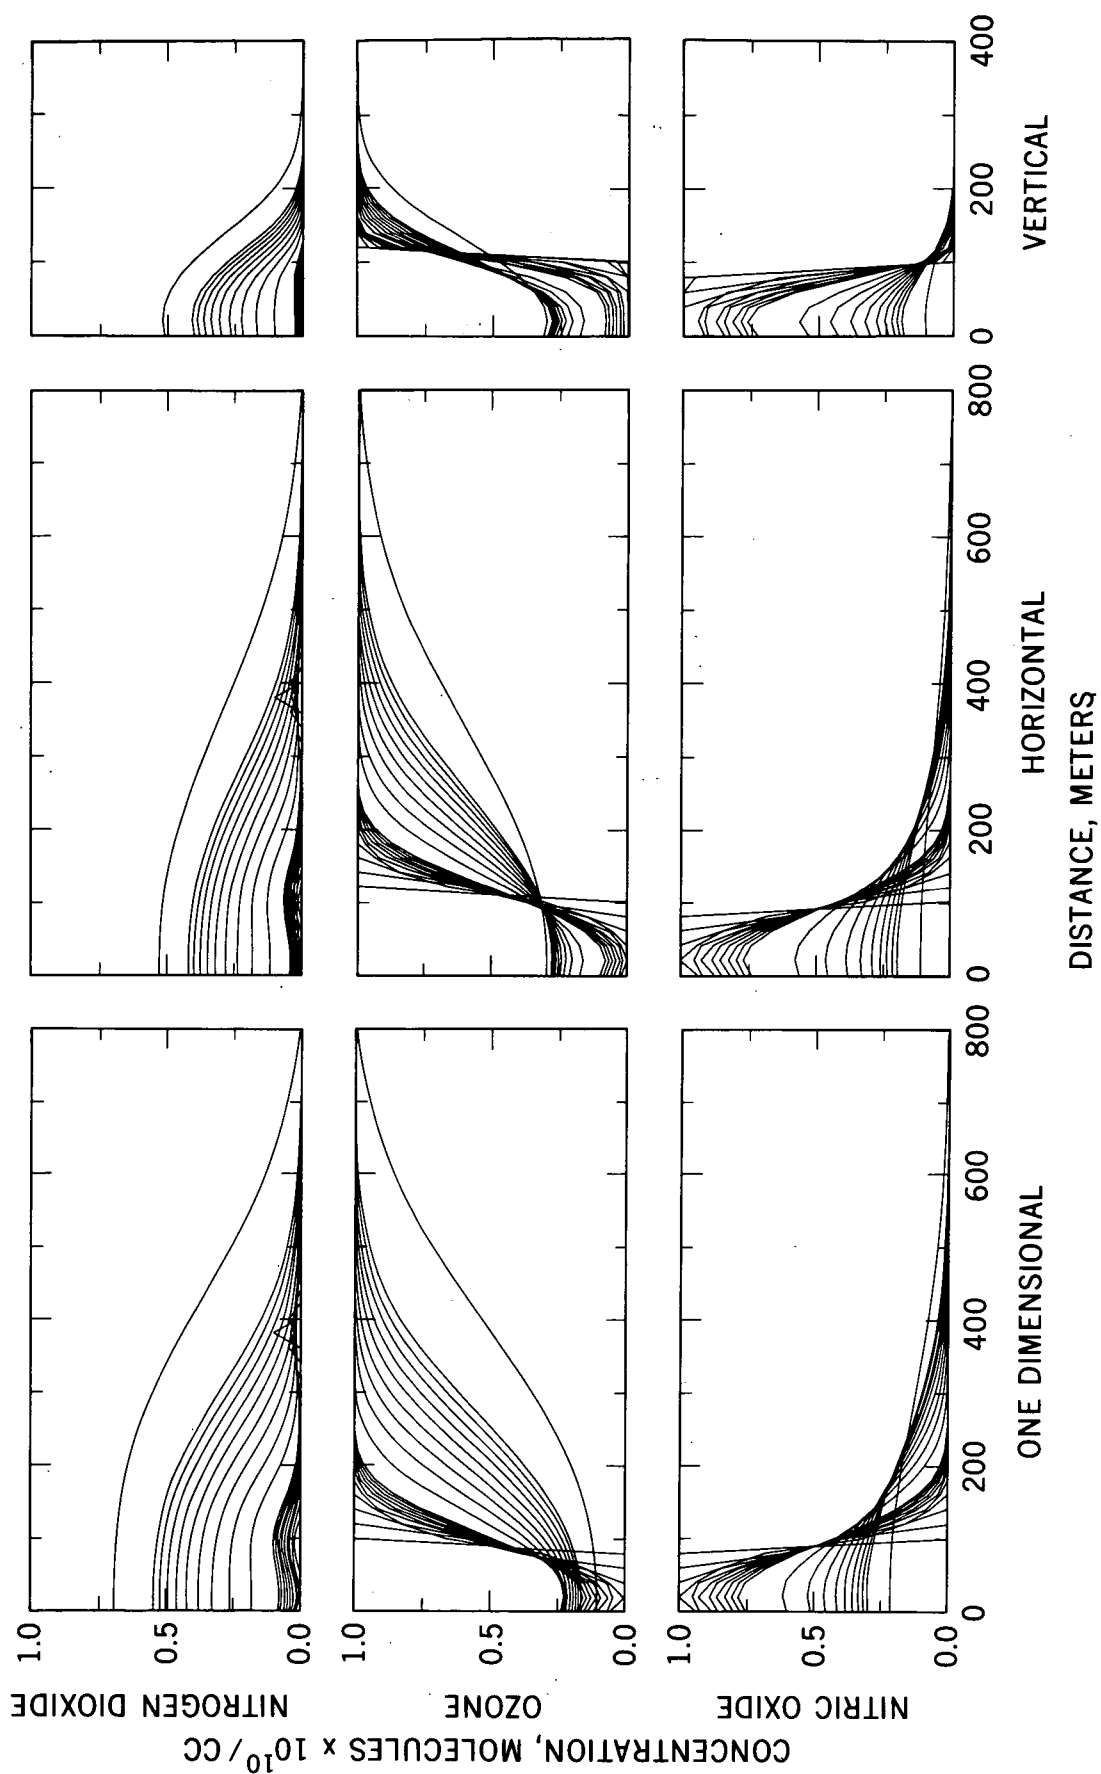 CONCENTRATION, MOLECULES x 10¹⁰/CC
NITROGEN DIOXIDE
1.0
0.5
0.0
OZONE
1.0
0.5
0.0
NITRIC OXIDE
1.0
0.5
0.0
0 200 400 600 800
ONE DIMENSIONAL
0 200 400 600 800
HORIZONTAL
0 200 400
VERTICAL
DISTANCE, METERS